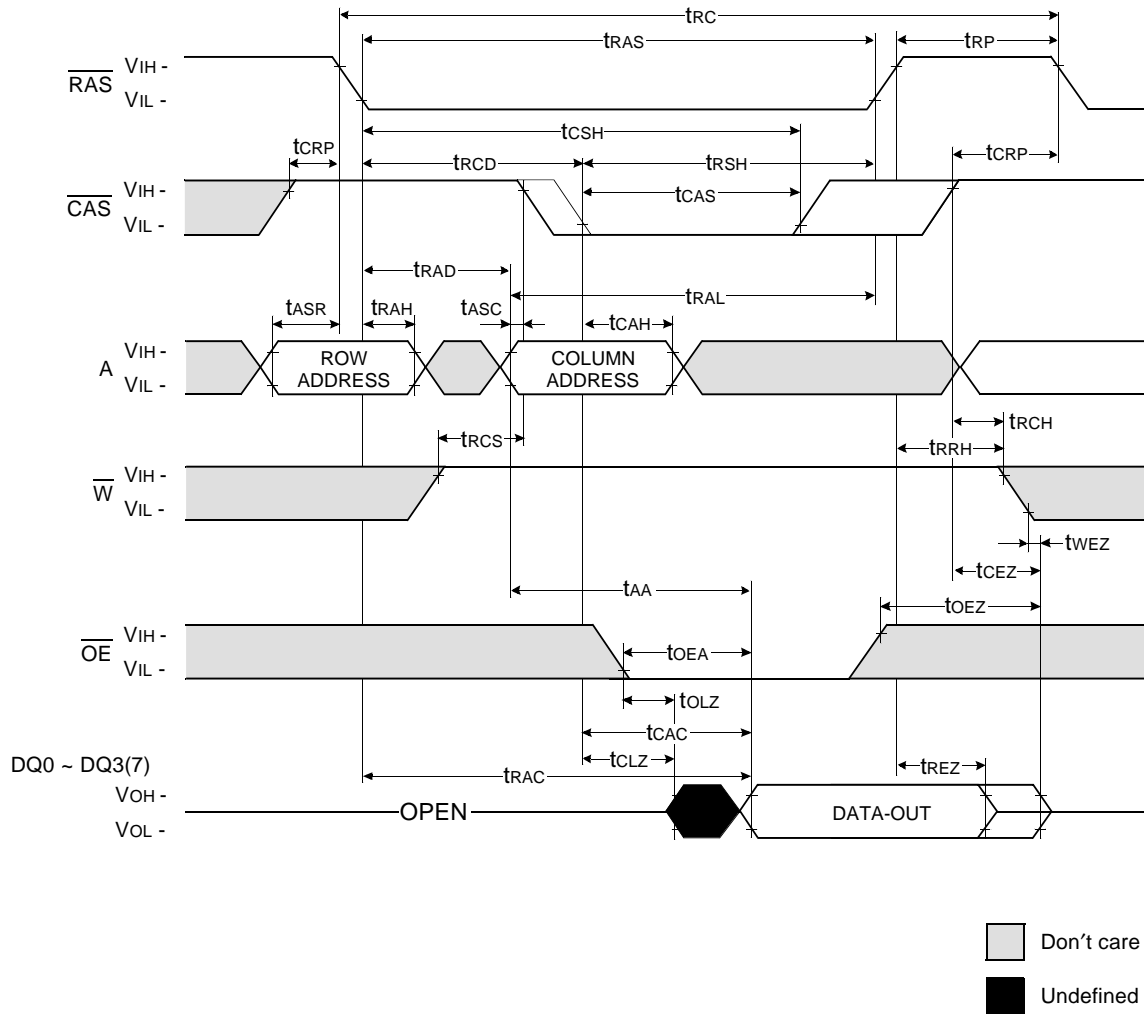 tRC
tRAS
tRP
RAS
VIH -
VIL -
tCSH
tCRP
tRCD
tRSH
tCRP
CAS
VIH -
VIL -
tCAS
tRAD
tRAL
tASR
tRAH
tASC
tCAH
A
VIH -
VIL -
ROW
ADDRESS
COLUMN
ADDRESS
tRCH
tRCS
tRRH
W
VIH -
VIL -
tWEZ
tCEZ
tAA
tOEZ
OE
VIH -
VIL -
tOEA
tOLZ
tCAC
DQ0 ~ DQ3(7)
tCLZ
tREZ
tRAC
VOH -
VOL -
OPEN
DATA-OUT
Don′t care
Undefined